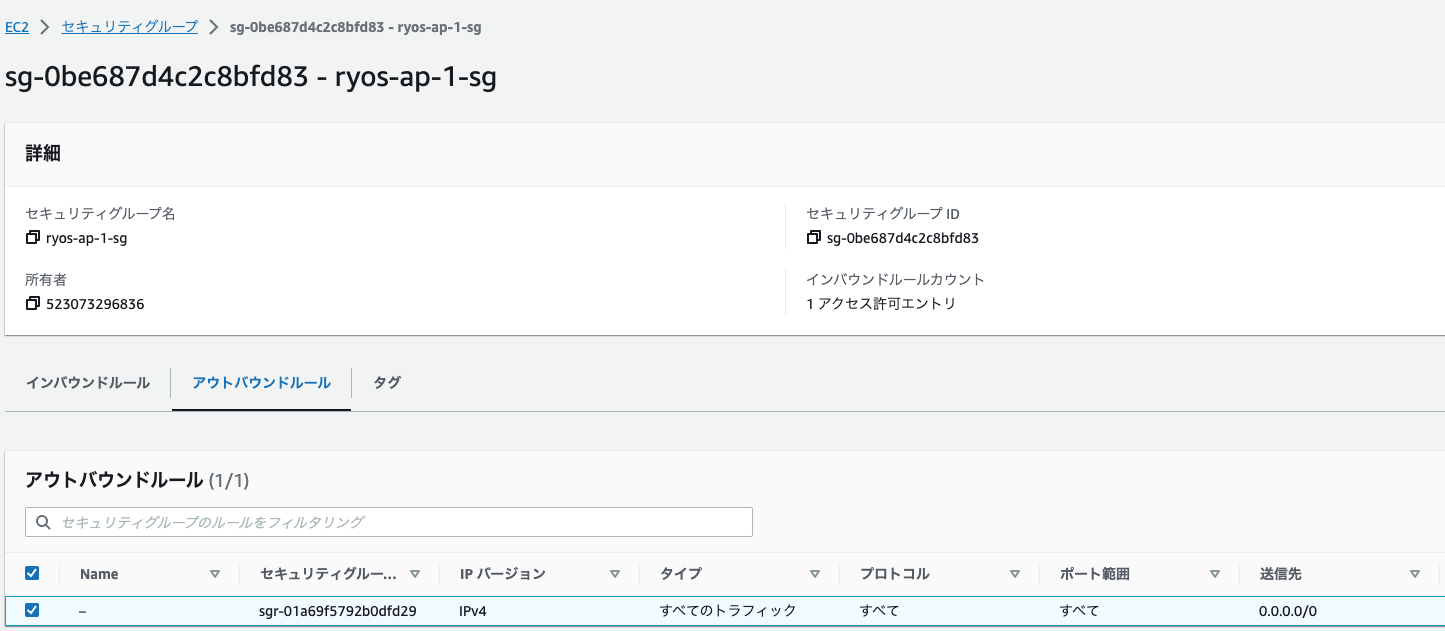 EC2 > セキュリティグループ > sg-0be687d4c2c8bfd83 - ryos-ap-1-sg
sg-0be687d4c2c8bfd83 - ryos-ap-1-sg
詳細
セキュリティグループ名 セキュリティグループ ID
ryos-ap-1-sg sg-0be687d4c2c8bfd83
所有者 インバウンドルールカウント
523073296836 1 アクセス許可エントリ
インバウンドルール アウトバウンドルール タグ
アウトバウンドルール (1/1)
セキュリティグループのルールをフィルタリング
Name セキュリティグルー... IP バージョン タイプ プロトコル ポート範囲 送信先
– sgr-01a69f5792b0dfd29 IPv4 すべてのトラフィック すべて すべて 0.0.0.0/0